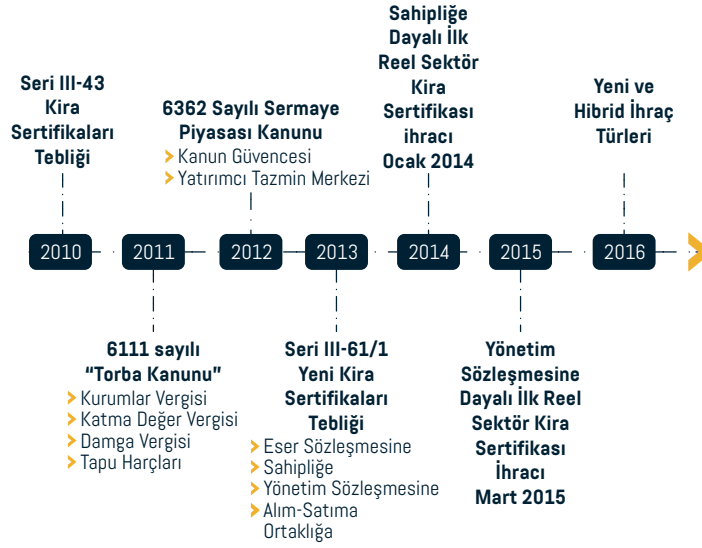 Seri III-43
Kira
Sertifikaları
Tebliği
6362 Sayılı Sermaye
Piyasası Kanunu
> Kanun Güvencesi
> Yatırımcı Tazmin Merkezi
Sahipliğe
Dayalı İlk
Reel Sektör
Kira
Sertifikası
ihracı
Ocak 2014
Yeni ve
Hibrid İhraç
Türleri
2010
2011
2012
2013
2014
2015
2016
6111 sayılı
“Torba Kanunu”
> Kurumlar Vergisi
> Katma Değer Vergisi
> Damga Vergisi
> Tapu Harçları
Seri III-61/1
Yeni Kira
Sertifikaları
Tebliği
> Eser Sözleşmesine
> Sahipliğe
> Yönetim Sözleşmesine
> Alım-Satıma
Ortaklığa
Yönetim
Sözleşmesine
Dayalı İlk Reel
Sektör Kira
Sertifikası
İhracı
Mart 2015